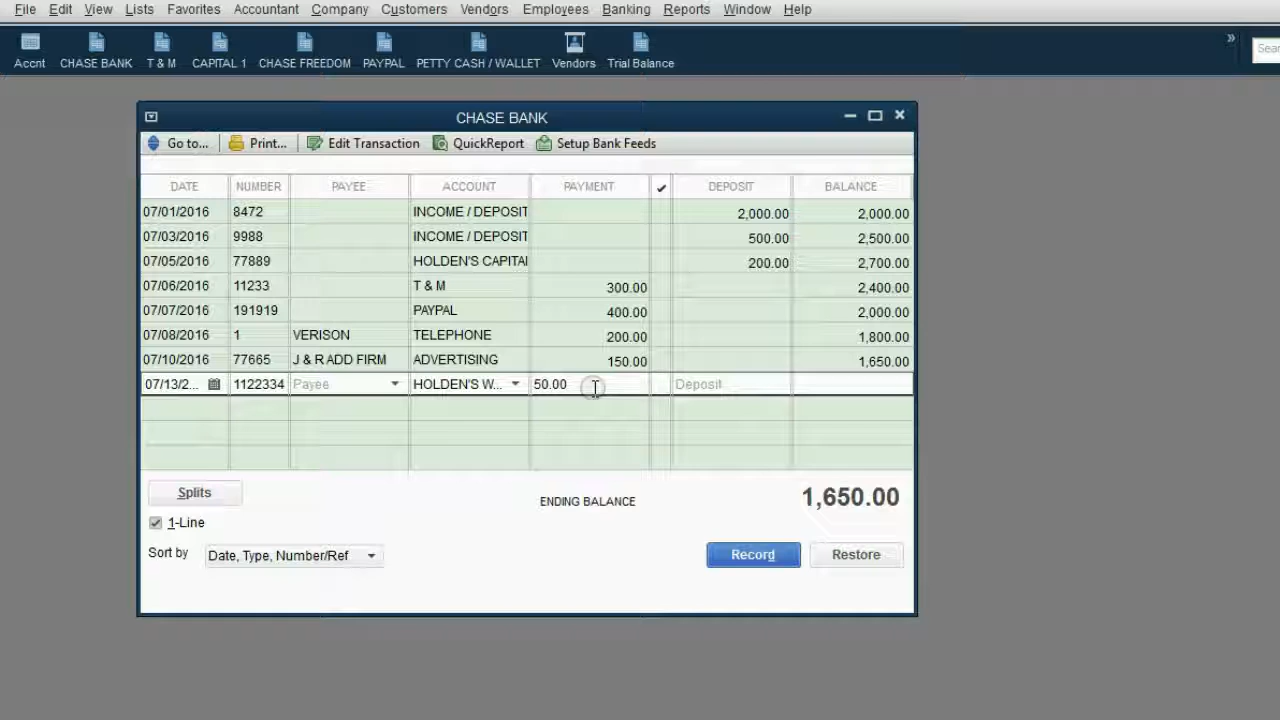 File Edit View Lists Favorites Accountant Company Customers Vendors Employees Banking Reports Window Help
» Sear
Accnt CHASE BANK T & M CAPITAL 1 CHASE FREEDOM PAYPAL PETTY CASH / WALLET Vendors Trial Balance
CHASE BANK
Go to... Print... Edit Transaction QuickReport Setup Bank Feeds
DATE NUMBER PAYEE ACCOUNT PAYMENT ✓ DEPOSIT BALANCE
07/01/2016 8472 INCOME / DEPOSIT 2,000.00 2,000.00
07/03/2016 9988 INCOME / DEPOSIT 500.00 2,500.00
07/05/2016 77889 HOLDEN'S CAPITAI 200.00 2,700.00
07/06/2016 11233 T & M 300.00 2,400.00
07/07/2016 191919 PAYPAL 400.00 2,000.00
07/08/2016 1 VERISON TELEPHONE 200.00 1,800.00
07/10/2016 77665 J & R ADD FIRM ADVERTISING 150.00 1,650.00
07/13/2... 1122334 Payee HOLDEN'S W... 50.00 Deposit
Splits ENDING BALANCE 1,650.00
1-Line
Sort by Date, Type, Number/Ref Record Restore